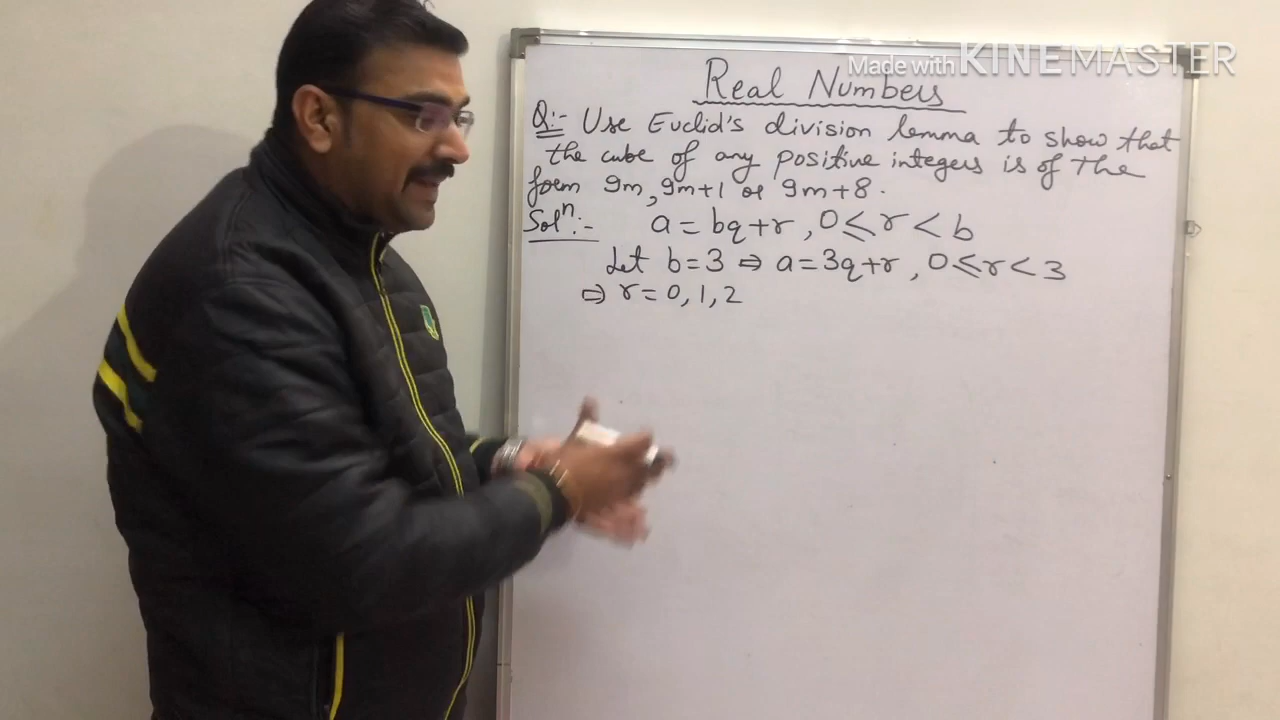 Made with KINEMASTER
Real Numbers
Q:- Use Euclid's division lemma to show that
the cube of any positive integers is of the
form 9m, 9m+1 or 9m+8.
Solⁿ:- a = bq+r, 0 ≤ r < b
Let b=3 ⇒ a=3q+r, 0 ≤ r < 3
⇒ r = 0, 1, 2